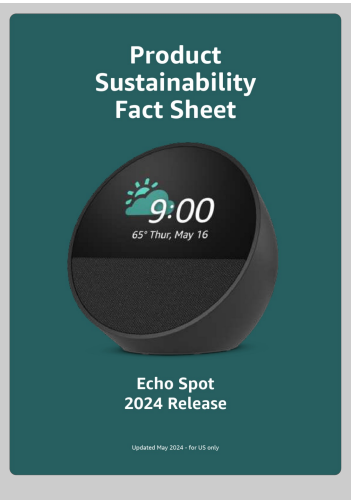 Product
Sustainability
Fact Sheet
9:00
65° Thur, May 16
Echo Spot
2024 Release
Updated May 2024 - for US only